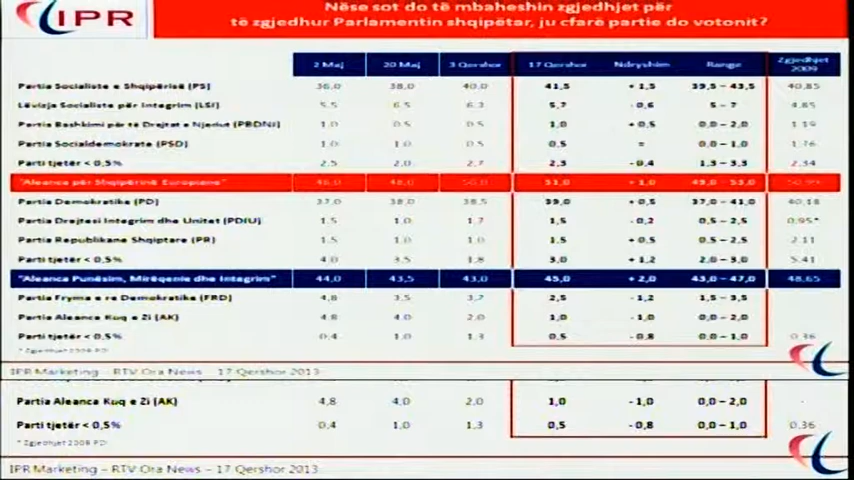 IPR
Nëse sot do të mbaheshin zgjedhjet për
të zgjedhur Parlamentin shqipëtar, ju cfarë partie do votonit?
2 Maj 20 Maj 3 Qershor 17 Qershor Ndryshim Range Zgjedhjet 2009
Partia Socialiste e Shqipërisë (PS) 36,0 38,0 40,0 41,5 + 1,5 39,5 – 43,5 40,85
Lëvizja Socialiste për Integrim (LSI) 5,5 6,5 6,3 5,7 - 0,6 5 – 7 4,85
Partia Bashkimi për të Drejtat e Njeriut (PBDNJ) 1,0 0,5 0,5 1,0 + 0,5 0,0 – 2,0 1,19
Partia Socialdemokrate (PSD) 1,0 1,0 0,5 0,5 = 0,0 – 1,0 1,76
Parti tjetër < 0,5% 2,5 2,0 2,7 2,3 - 0,4 1,3 – 3,3 2,34
"Aleanca për Shqipërinë Europiane" 46,0 48,0 50,0 51,0 + 1,0 49,0 – 53,0 50,99
Partia Demokratike (PD) 37,0 38,0 38,5 39,0 + 0,5 37,0 – 41,0 40,18
Partia Drejtesi Integrim dhe Unitet (PDIU) 1,5 1,0 1,7 1,5 - 0,2 0,5 – 2,5 0,95*
Partia Republikane Shqiptare (PR) 1,5 1,0 1,0 1,5 + 0,5 0,5 – 2,5 2,11
Parti tjetër < 0,5% 4,0 3,5 1,8 3,0 + 1,2 2,0 – 3,0 5,41
"Aleanca Punësim, Mirëqenie dhe Integrim" 44,0 43,5 43,0 45,0 + 2,0 43,0 – 47,0 48,65
Partia Fryma e re Demokratike (FRD) 4,8 3,5 3,7 2,5 - 1,2 1,5 – 3,5
Partia Aleanca Kuq e Zi (AK) 4,8 4,0 2,0 1,0 - 1,0 0,0 – 2,0
Parti tjetër < 0,5% 0,4 1,0 1,3 0,5 - 0,8 0,0 – 1,0 0,36
IPR Marketing – RTV Ora News – 17 Qershor 2013
Partia Aleanca Kuq e Zi (AK) 4,8 4,0 2,0 1,0 - 1,0 0,0 – 2,0 -
Parti tjetër < 0,5% 0,4 1,0 1,3 0,5 - 0,8 0,0 – 1,0 0,36
IPR Marketing – RTV Ora News – 17 Qershor 2013